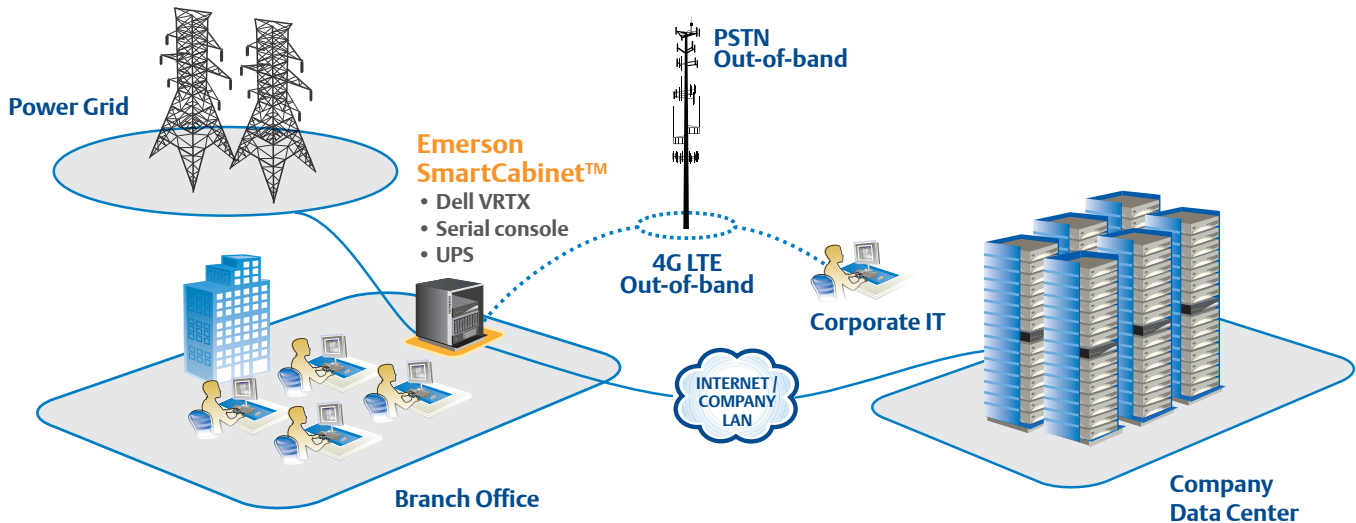 Power Grid
Emerson
SmartCabinet™
• Dell VRTX
• Serial console
• UPS
PSTN
Out-of-band
4G LTE
Out-of-band
Corporate IT
INTERNET /
COMPANY
LAN
Branch Office
Company
Data Center